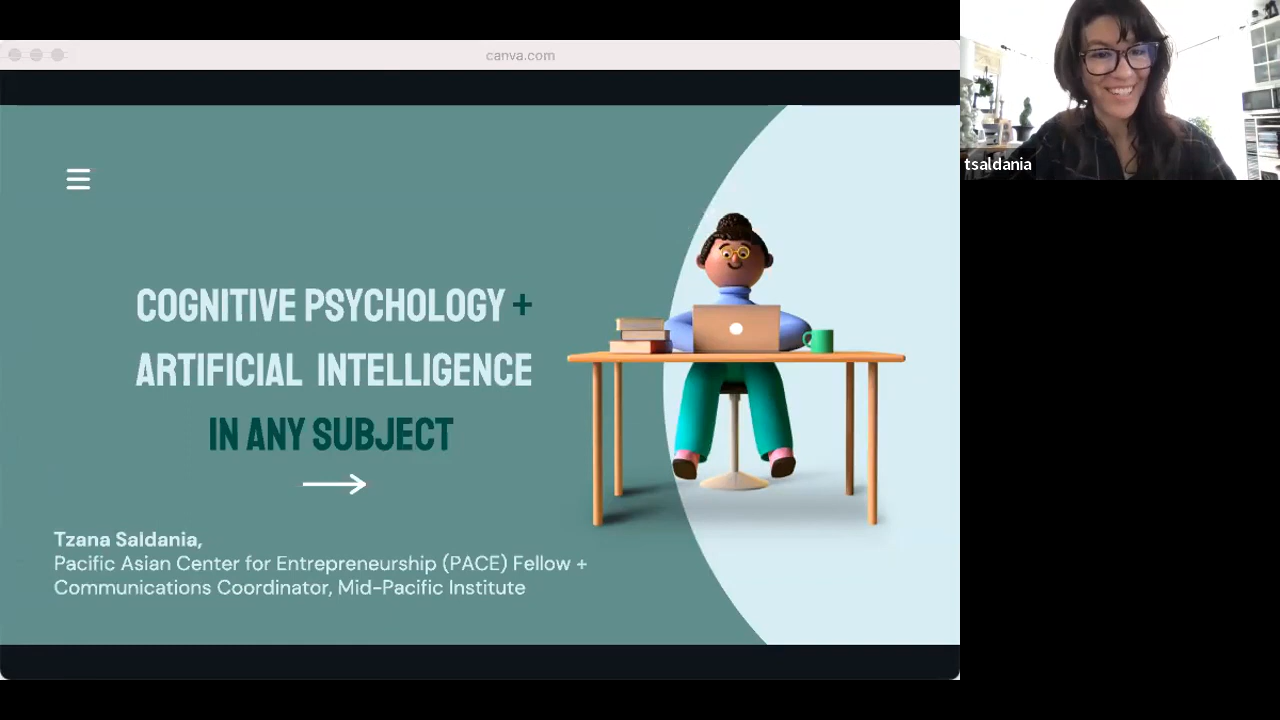 canva.com
tsaldania
COGNITIVE PSYCHOLOGY +
ARTIFICIAL INTELLIGENCE
IN ANY SUBJECT
Tzana Saldania,
Pacific Asian Center for Entrepreneurship (PACE) Fellow +
Communications Coordinator, Mid-Pacific Institute